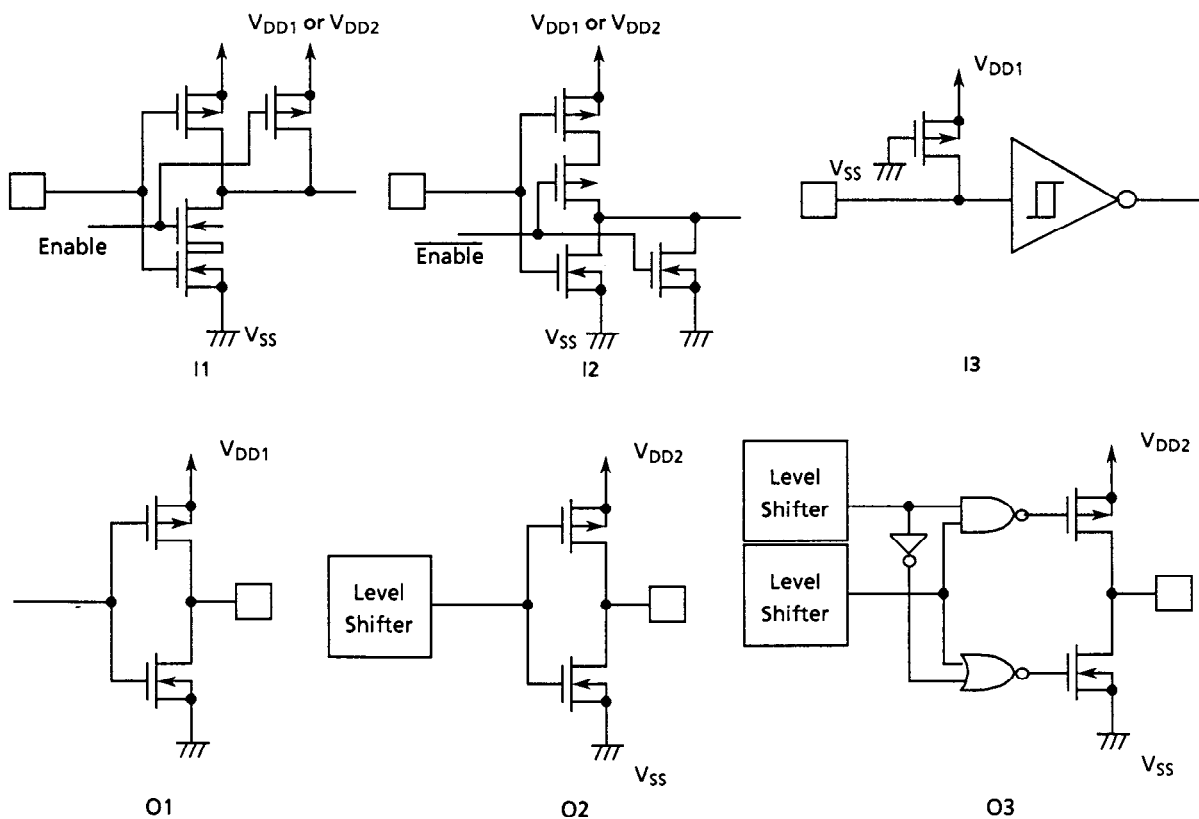 VDD1 or VDD2
Enable
VSS
I1
VDD1 or VDD2
Enable
VSS
I2
VDD1
VSS
I3
VDD1
O1
Level
Shifter
VDD2
VSS
O2
Level
Shifter
Level
Shifter
VDD2
VSS
O3